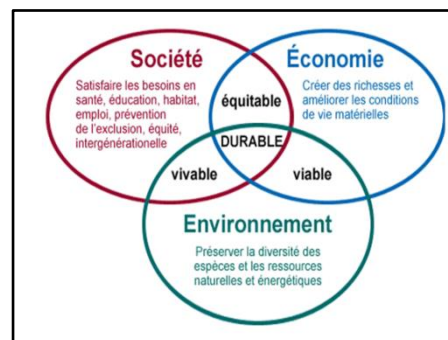 Société
Satisfaire les besoins en
santé, éducation, habitat,
emploi, prévention
de l'exclusion, équité,
intergénérationelle
Économie
Créer des richesses et
améliorer les conditions
de vie matérielles
équitable
DURABLE
vivable
viable
Environnement
Préserver la diversité des
espèces et les ressources
naturelles et énergétiques